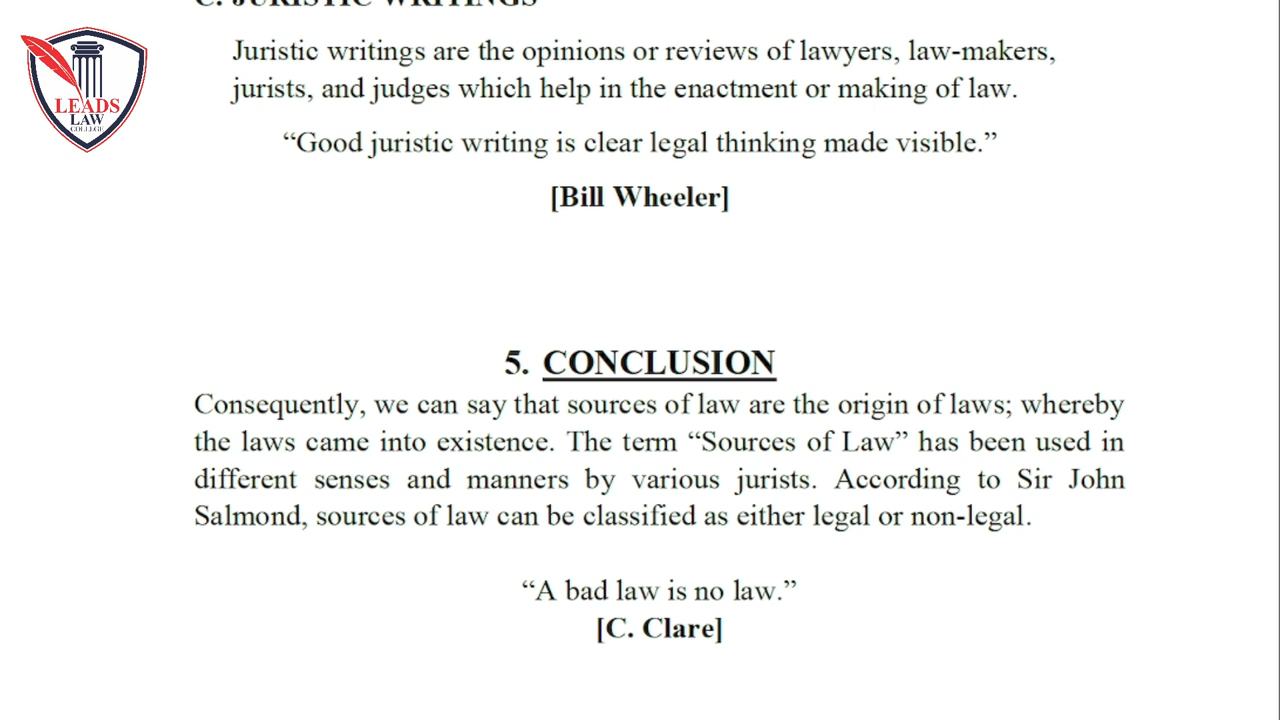 C. JURISTIC WRITINGS
LEADS
LAW
COLLEGE
Juristic writings are the opinions or reviews of lawyers, law-makers,
jurists, and judges which help in the enactment or making of law.
“Good juristic writing is clear legal thinking made visible.”
[Bill Wheeler]
5. CONCLUSION
Consequently, we can say that sources of law are the origin of laws; whereby
the laws came into existence. The term “Sources of Law” has been used in
different senses and manners by various jurists. According to Sir John
Salmond, sources of law can be classified as either legal or non-legal.
“A bad law is no law.”
[C. Clare]